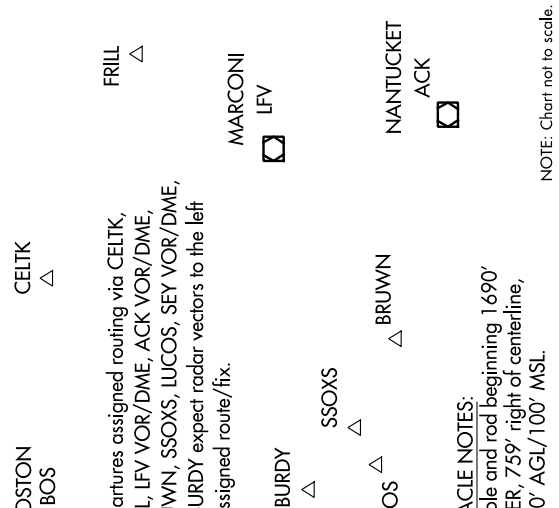 FRILL
MARCONI
LFV
NANTUCKET
ACK
NOTE: Chart not to scale.
CELTK
artures assigned routing via CELTK,
L, LFV VOR/DME, ACK VOR/DME,
WN, SSOXS, LUCOS, SEY VOR/DME,
URDY expect radar vectors to the left
ssigned route/fix.
BRUWN
SSOXS
OSTON
BOS
BURDY
OS
ACLE NOTES:
ole and rod beginning 1690'
ER, 759' right of centerline,
0' AGL/100' MSL.